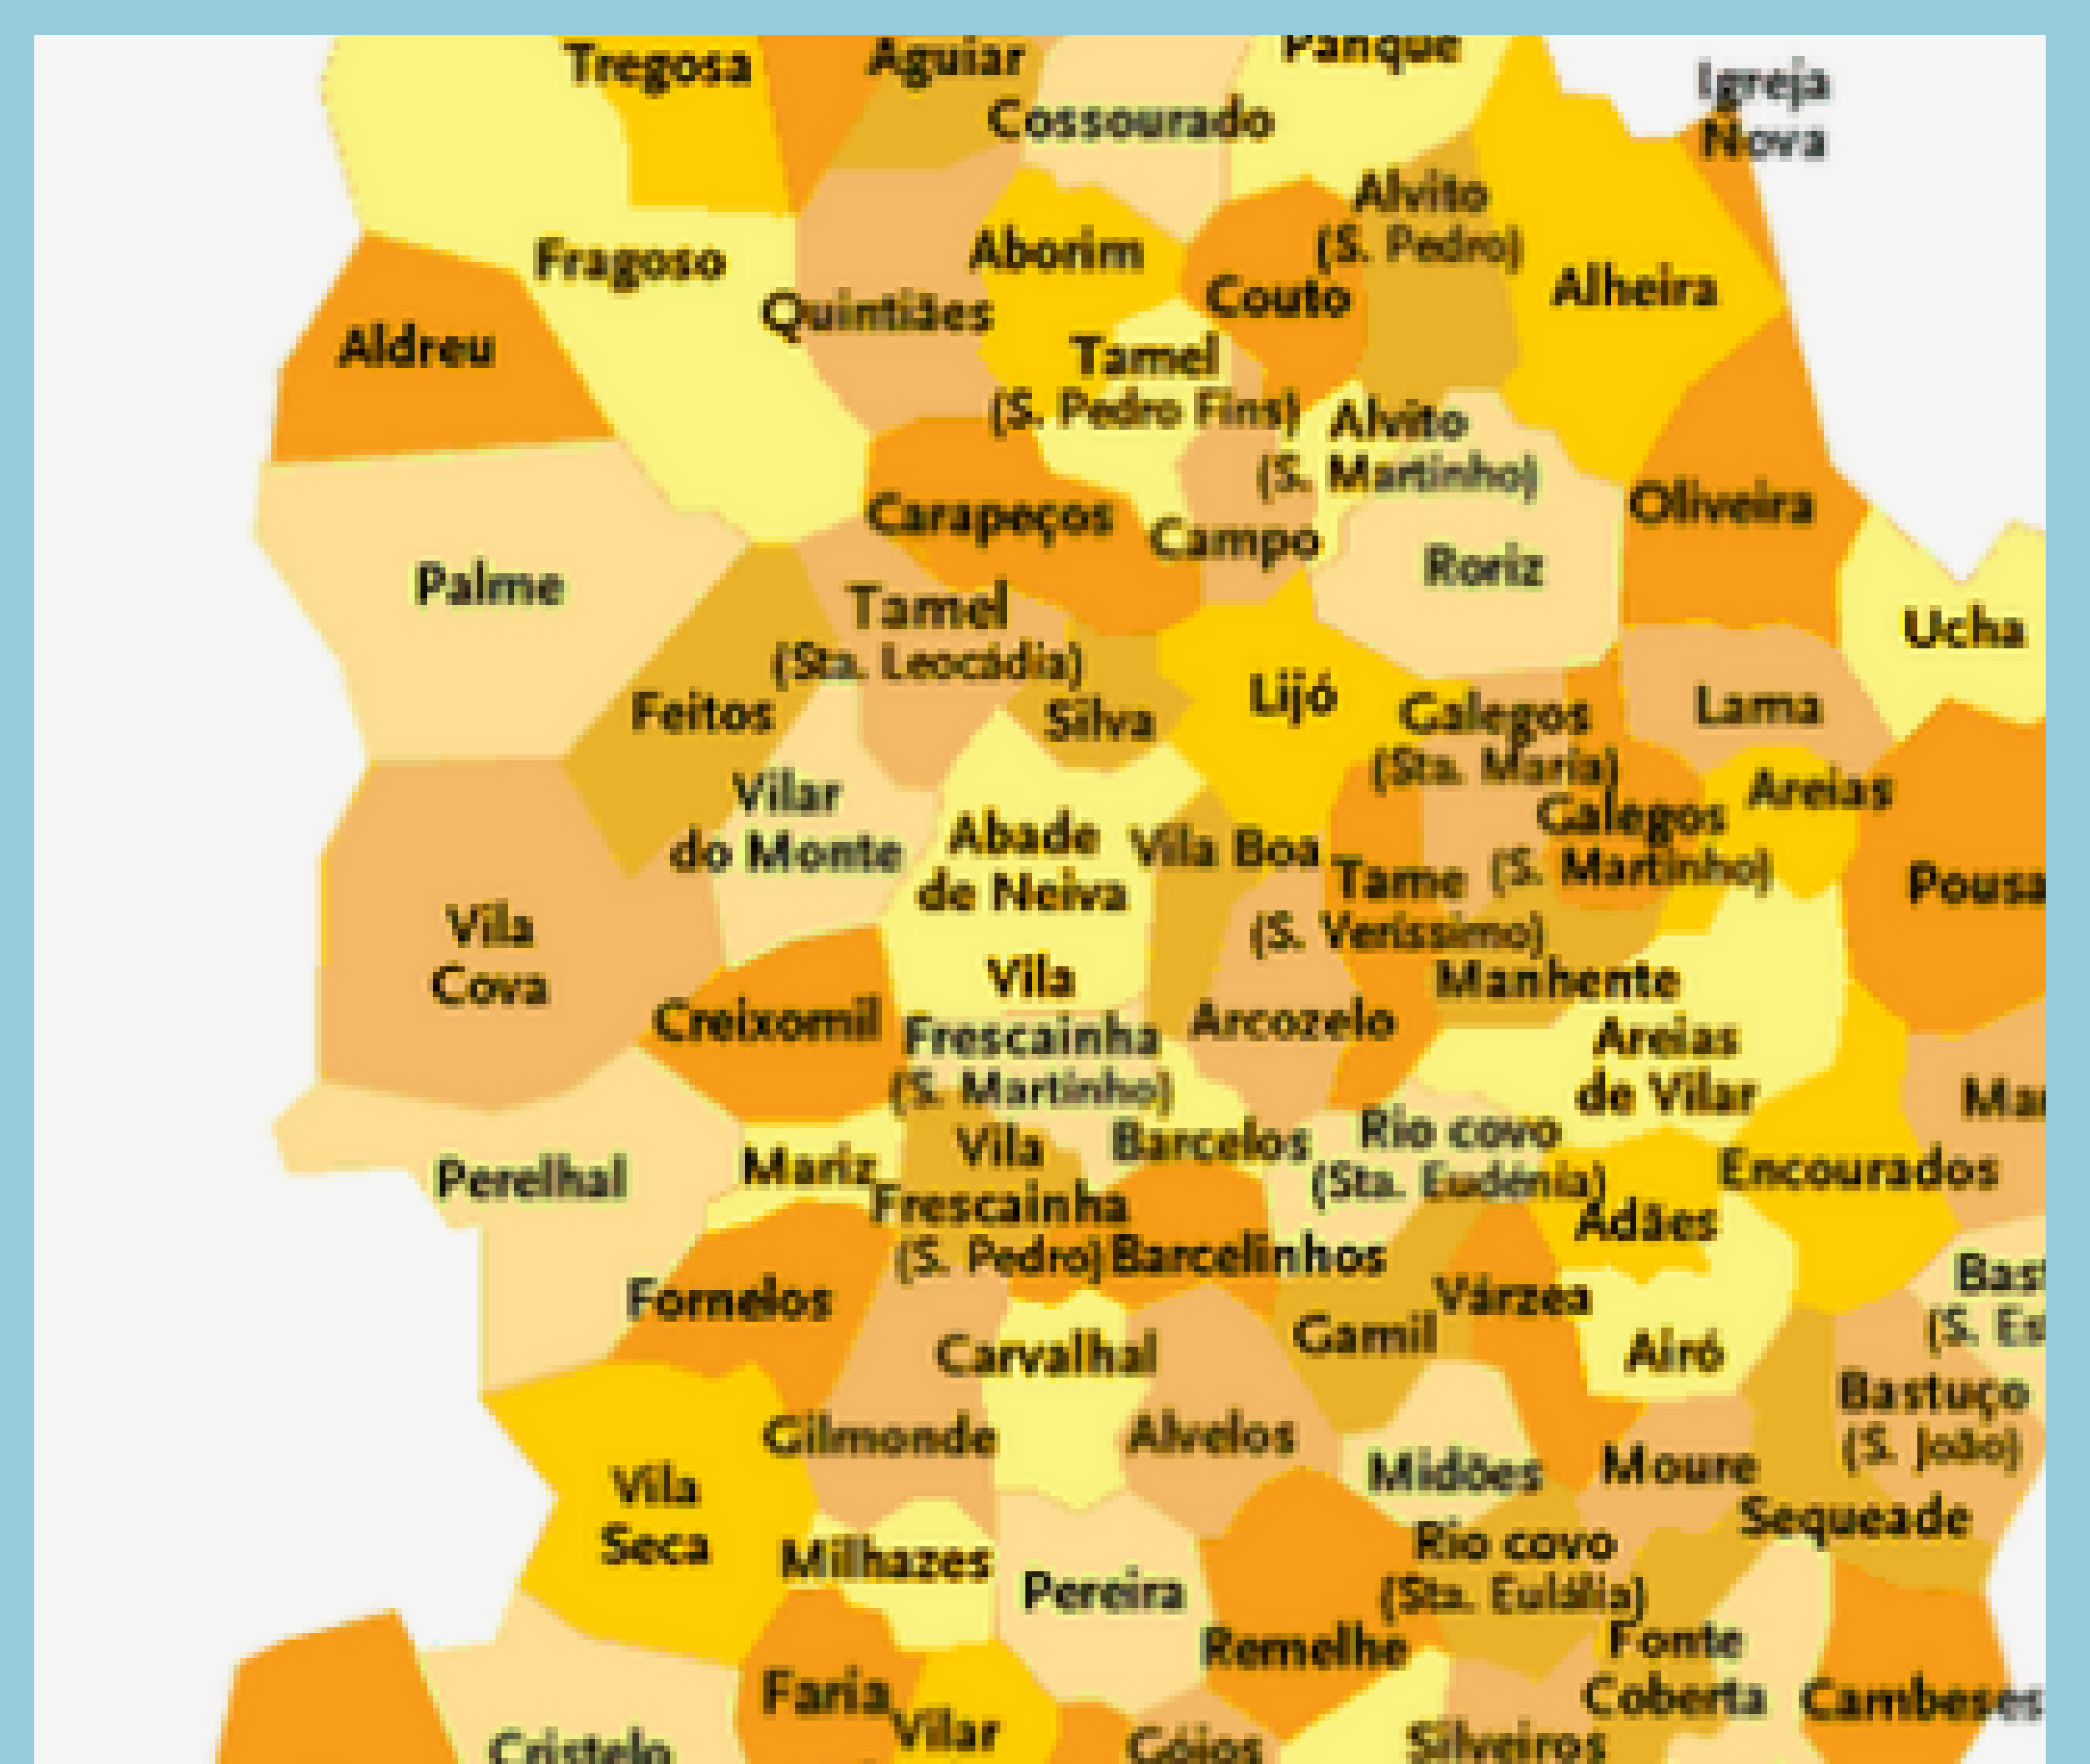 Tregosa
Aguiar
Panque
Cossourado
Igreja
Nova
Alvito
(S. Pedro)
Fragoso
Aborim
Couto
Alheira
Quintiães
Aldreu
Tamel
(S. Pedro Fins)
Alvito
(S. Martinho)
Carapeços
Campo
Oliveira
Roriz
Palme
Tamel
(Sta. Leocádia)
Ucha
Feitos
Silva
Lijó
Galegos
(Sta. Maria)
Lama
Vilar
do Monte
Abade
de Neiva
Vila Boa
Galegos
(S. Martinho)
Areias
Tame
(S. Veríssimo)
Pousa
Vila
Cova
Vila
Frescainha
(S. Martinho)
Manhente
Creixomil
Arcozelo
Areias
de Vilar
Mar
Perelhal
Mariz
Vila
Frescainha
(S. Pedro)
Barcelos
Rio covo
(Sta. Eudénia)
Encourados
Adães
Barcelinhos
Fornelos
Várzea
Bast
(S. Est
Carvalhal
Gamil
Airó
Bastuço
(S. João)
Gilmonde
Alvelos
Midões
Moure
Vila
Seca
Sequeade
Milhazes
Pereira
Rio covo
(Sta. Eulália)
Remelhe
Fonte
Coberta
Cambeses
Faria
Vilar
Cristelo
Góios
Silveiros